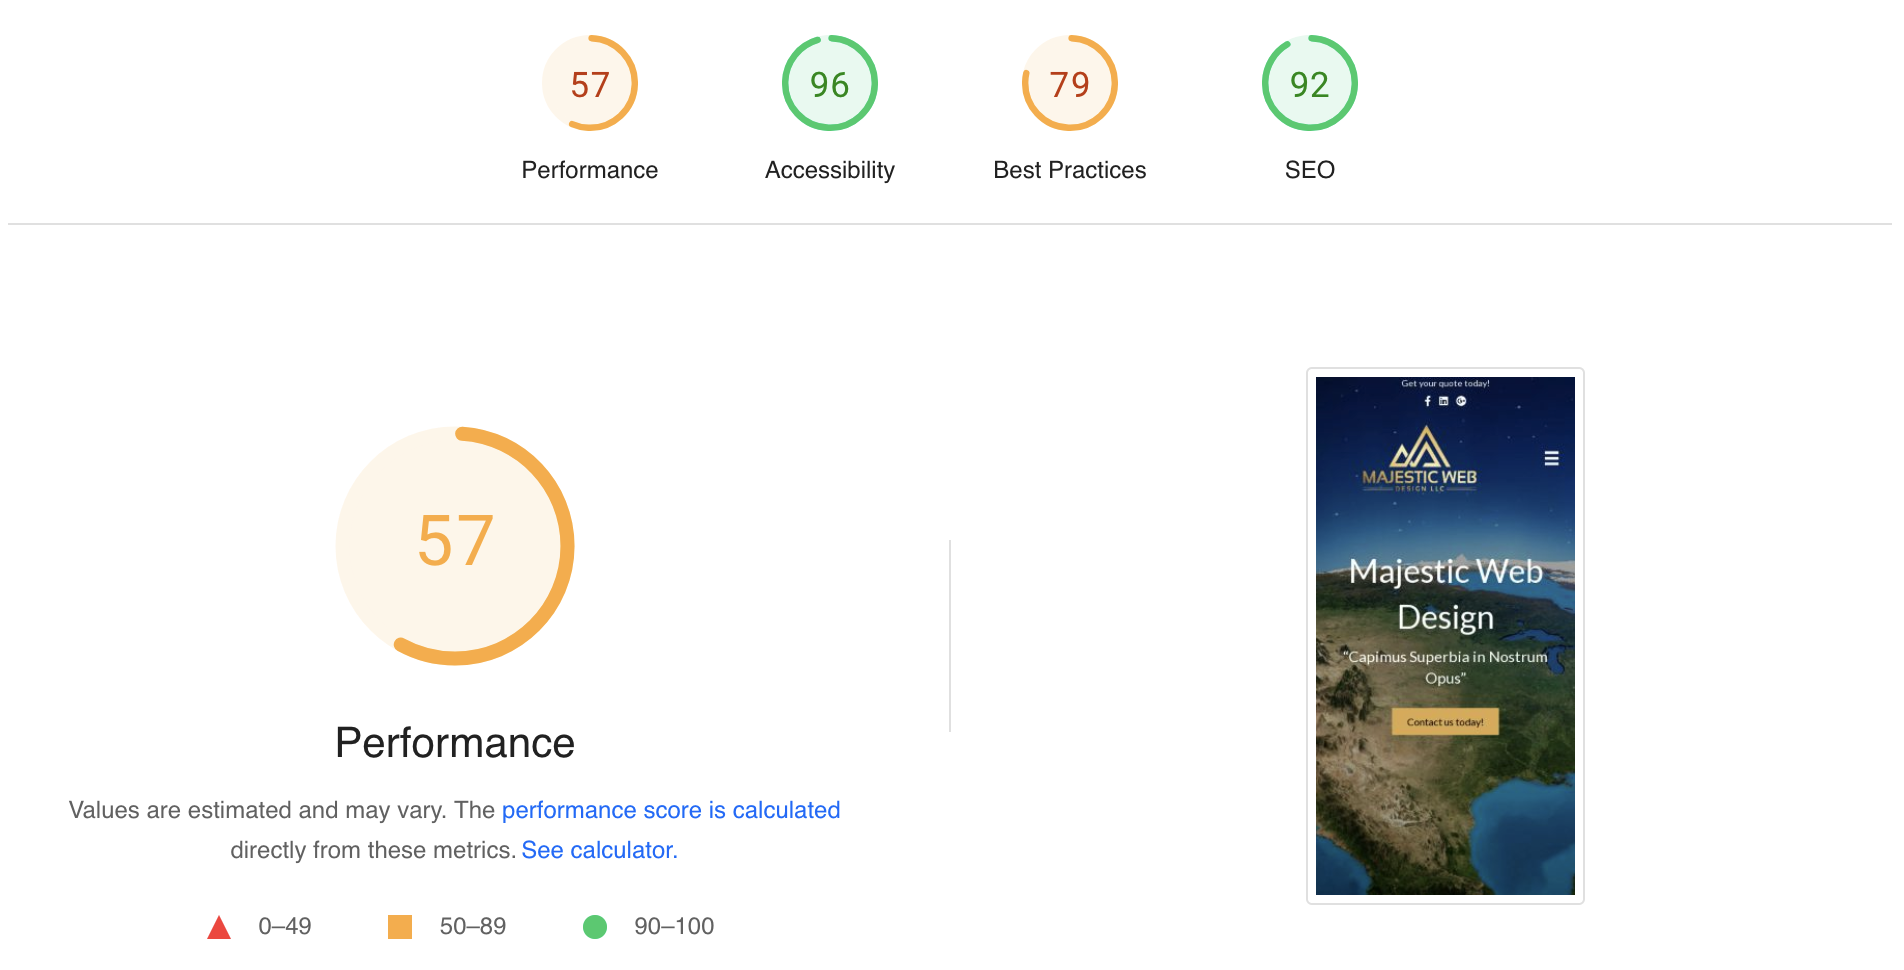 57
96
79
92
Performance
Accessibility
Best Practices
SEO
57
Performance
Values are estimated and may vary. The performance score is calculated
directly from these metrics. See calculator.
0–49
50–89
90–100
Get your quote today!
MAJESTIC WEB
DESIGN LLC
Majestic Web
Design
“Capimus Superbia in Nostrum
Opus”
Contact us today!